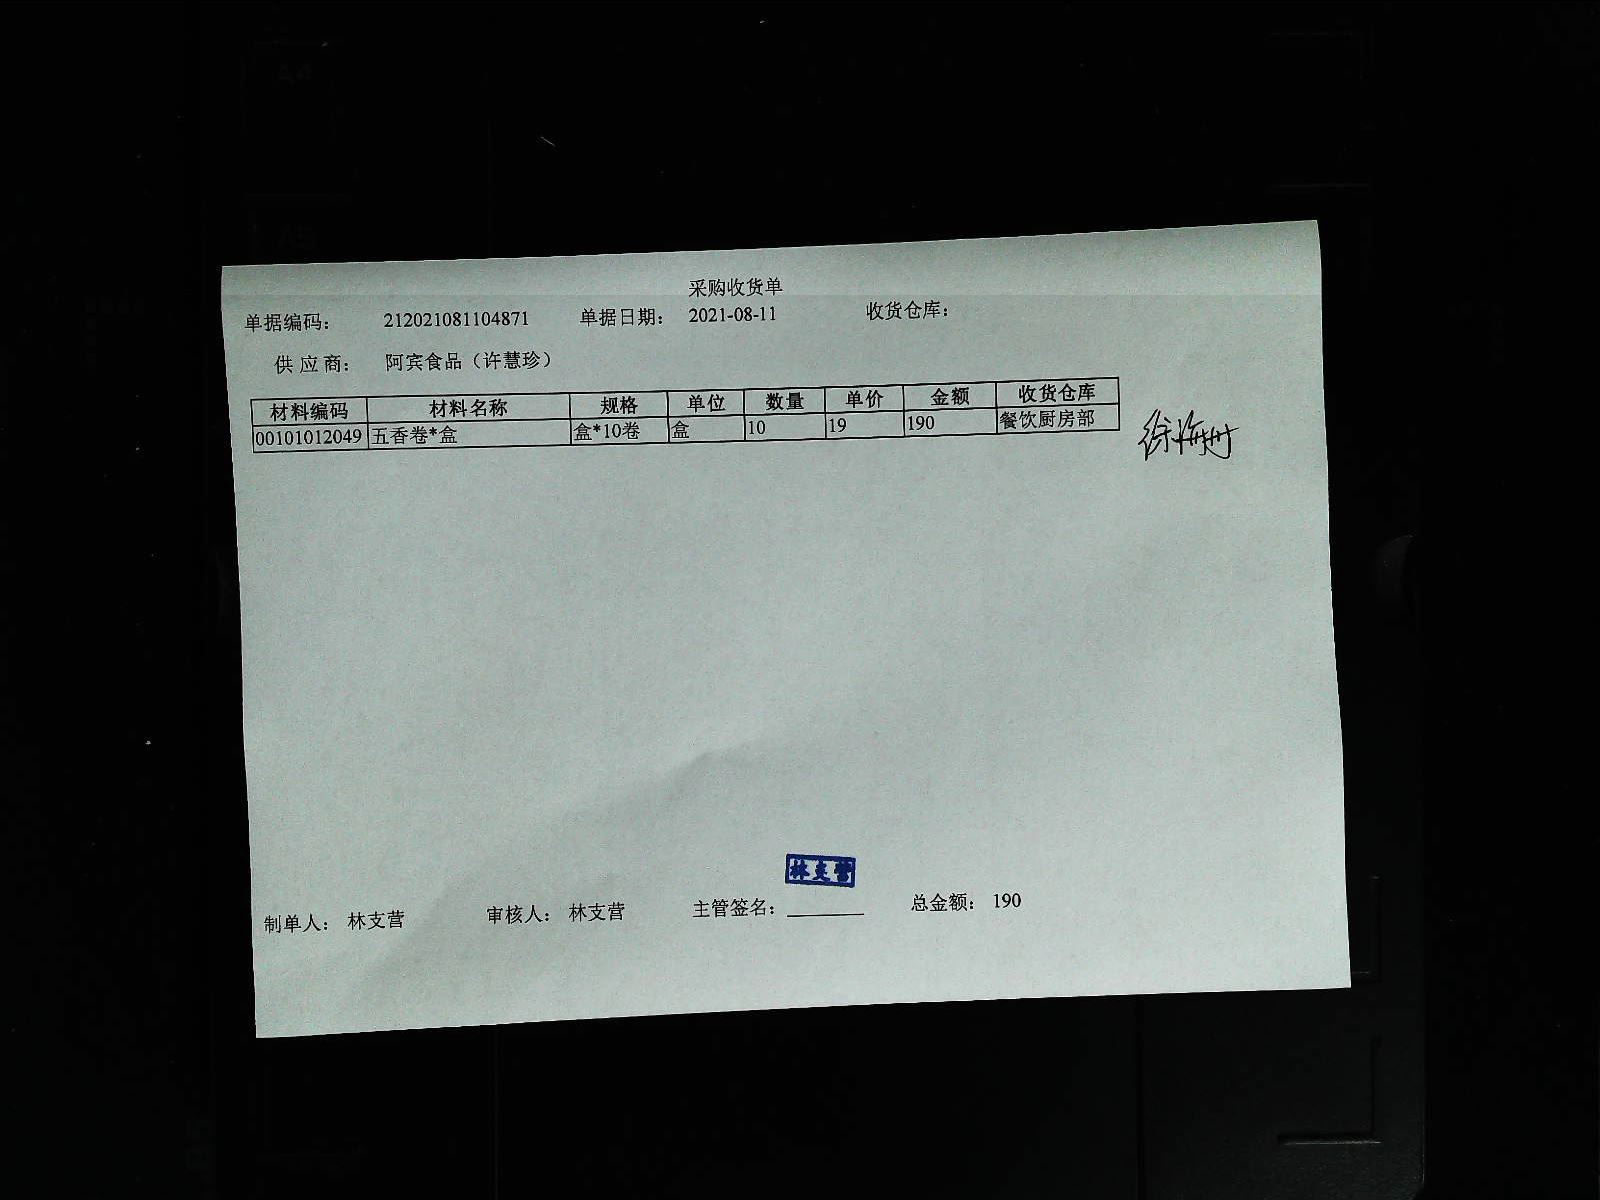 采购收货单
单据编码: 212021081104871 单据日期: 2021-08-11 收货仓库:
供应商: 阿宾食品（许慧珍）
材料编码 材料名称 规格 单位 数量 单价 金额 收货仓库
00101012049 五香卷*盒 盒*10卷 盒 10 19 190 餐饮厨房部
林支营
制单人: 林支营 审核人: 林支营 主管签名: 总金额: 190